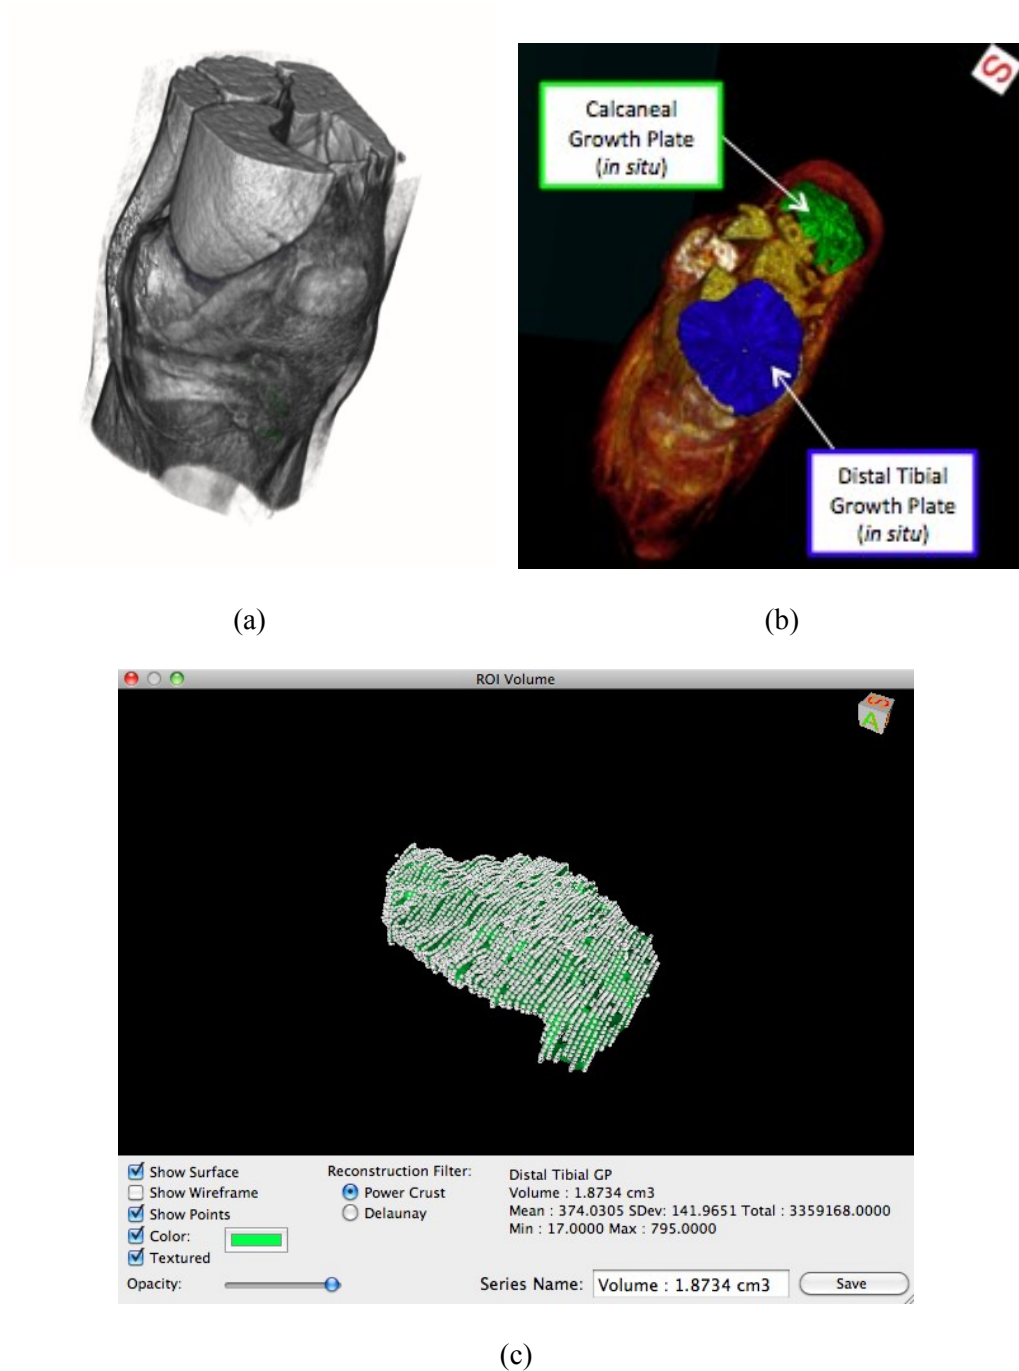 S
Calcaneal
Growth Plate
(in situ)
Distal Tibial
Growth Plate
(in situ)
(a)
(b)
ROI Volume
S
A
Show Surface
Show Wireframe
Show Points
Color:
Textured
Opacity:
Reconstruction Filter:
Power Crust
Delaunay
Distal Tibial GP
Volume : 1.8734 cm3
Mean : 374.0305 SDev: 141.9651 Total : 3359168.0000
Min : 17.0000 Max : 795.0000
Series Name: Volume : 1.8734 cm3 Save
(c)